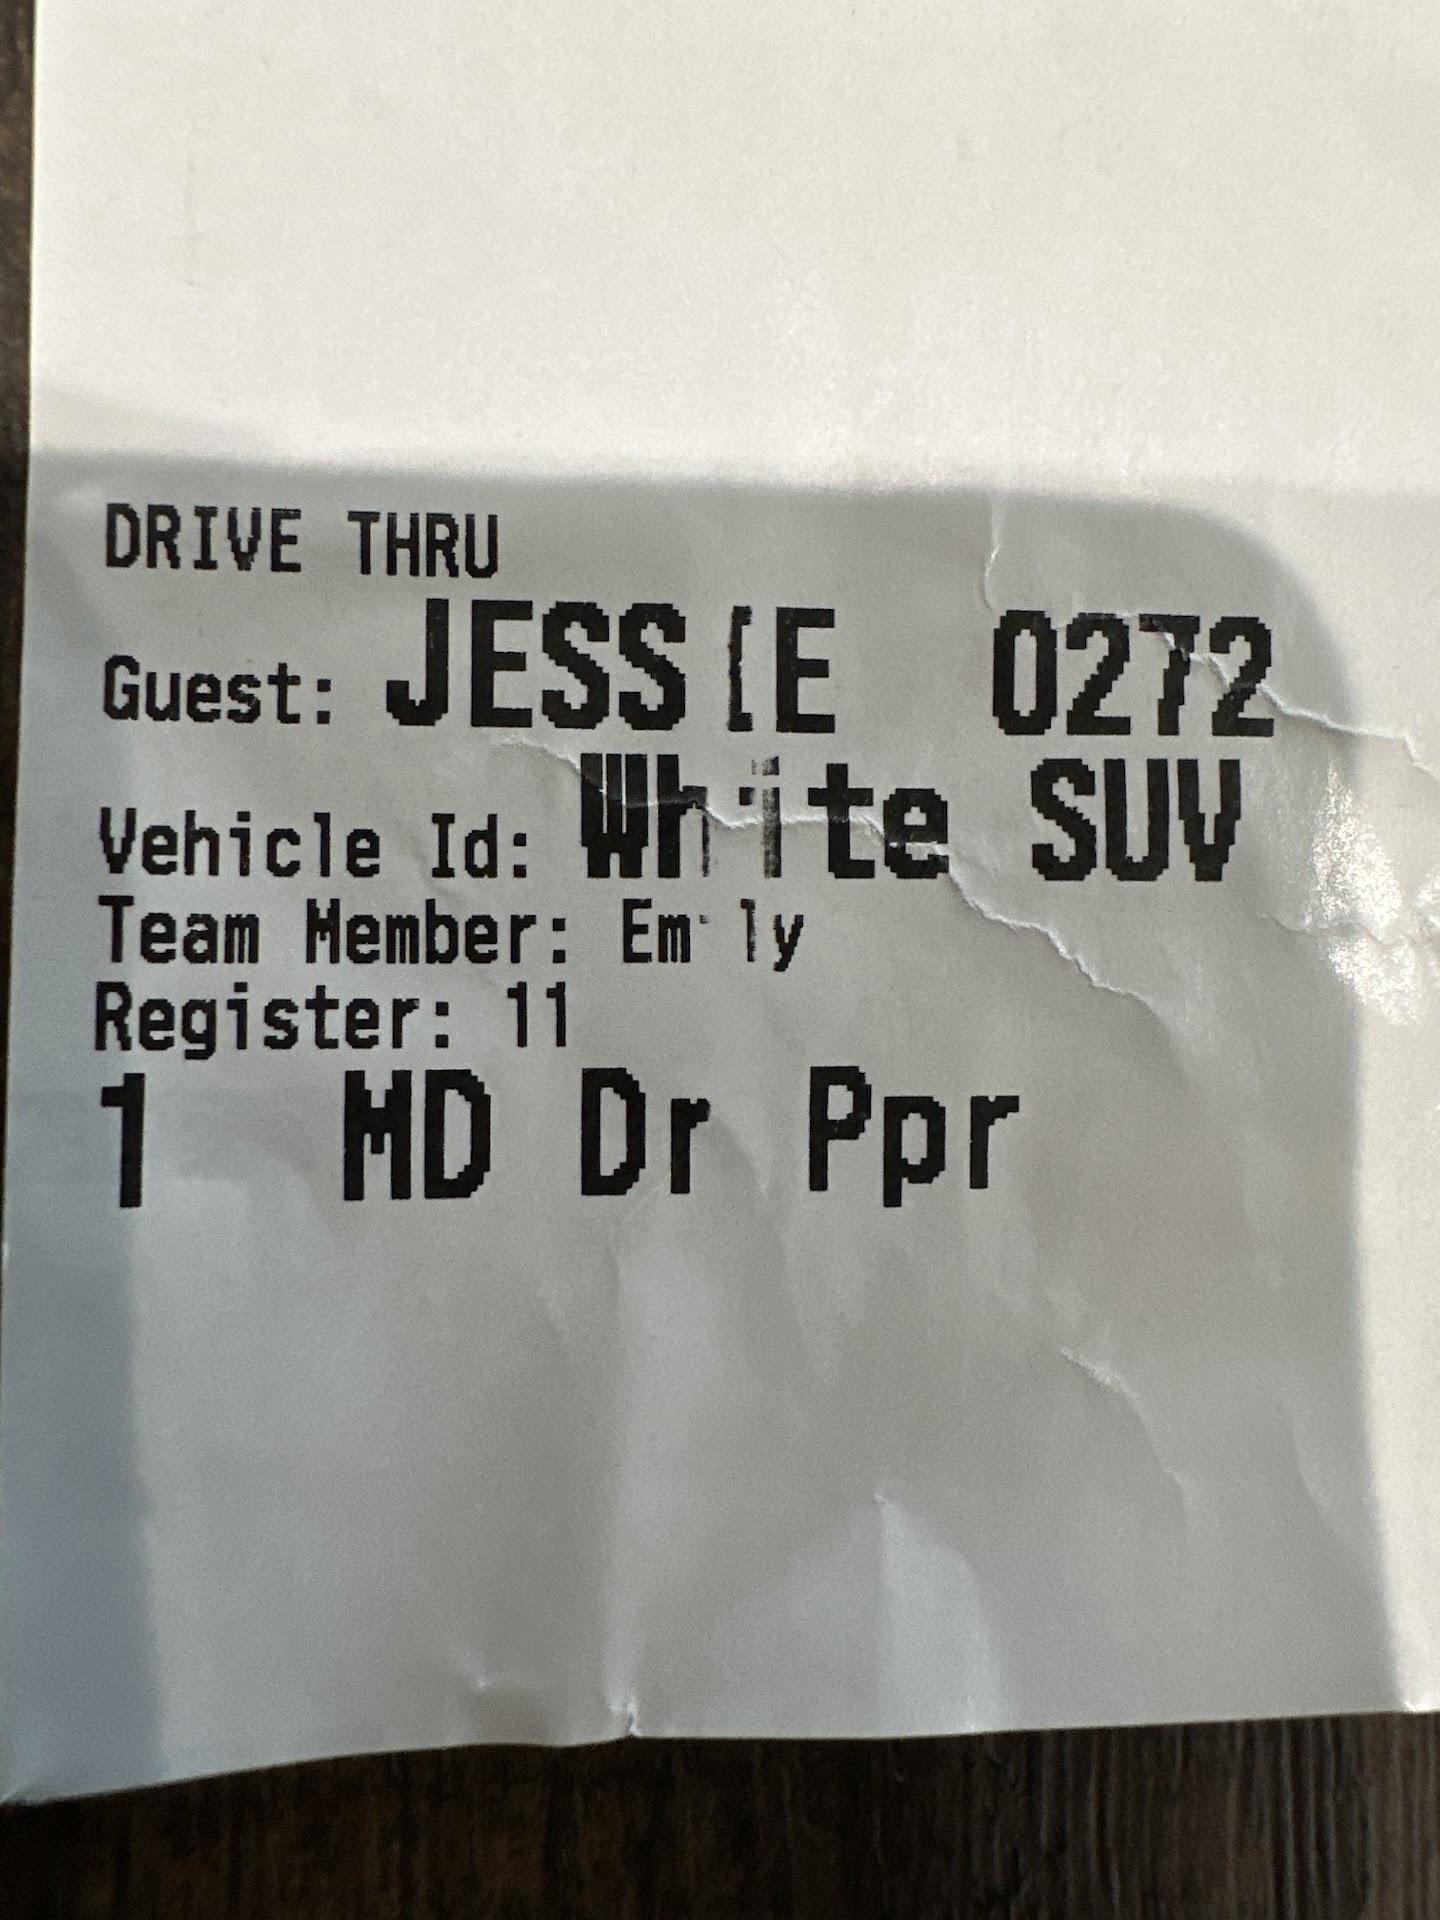 DRIVE THRU
Guest: JESSIE 0272
Vehicle Id: White SUV
Team Member: Emily
Register: 11
1 MD Dr Ppr